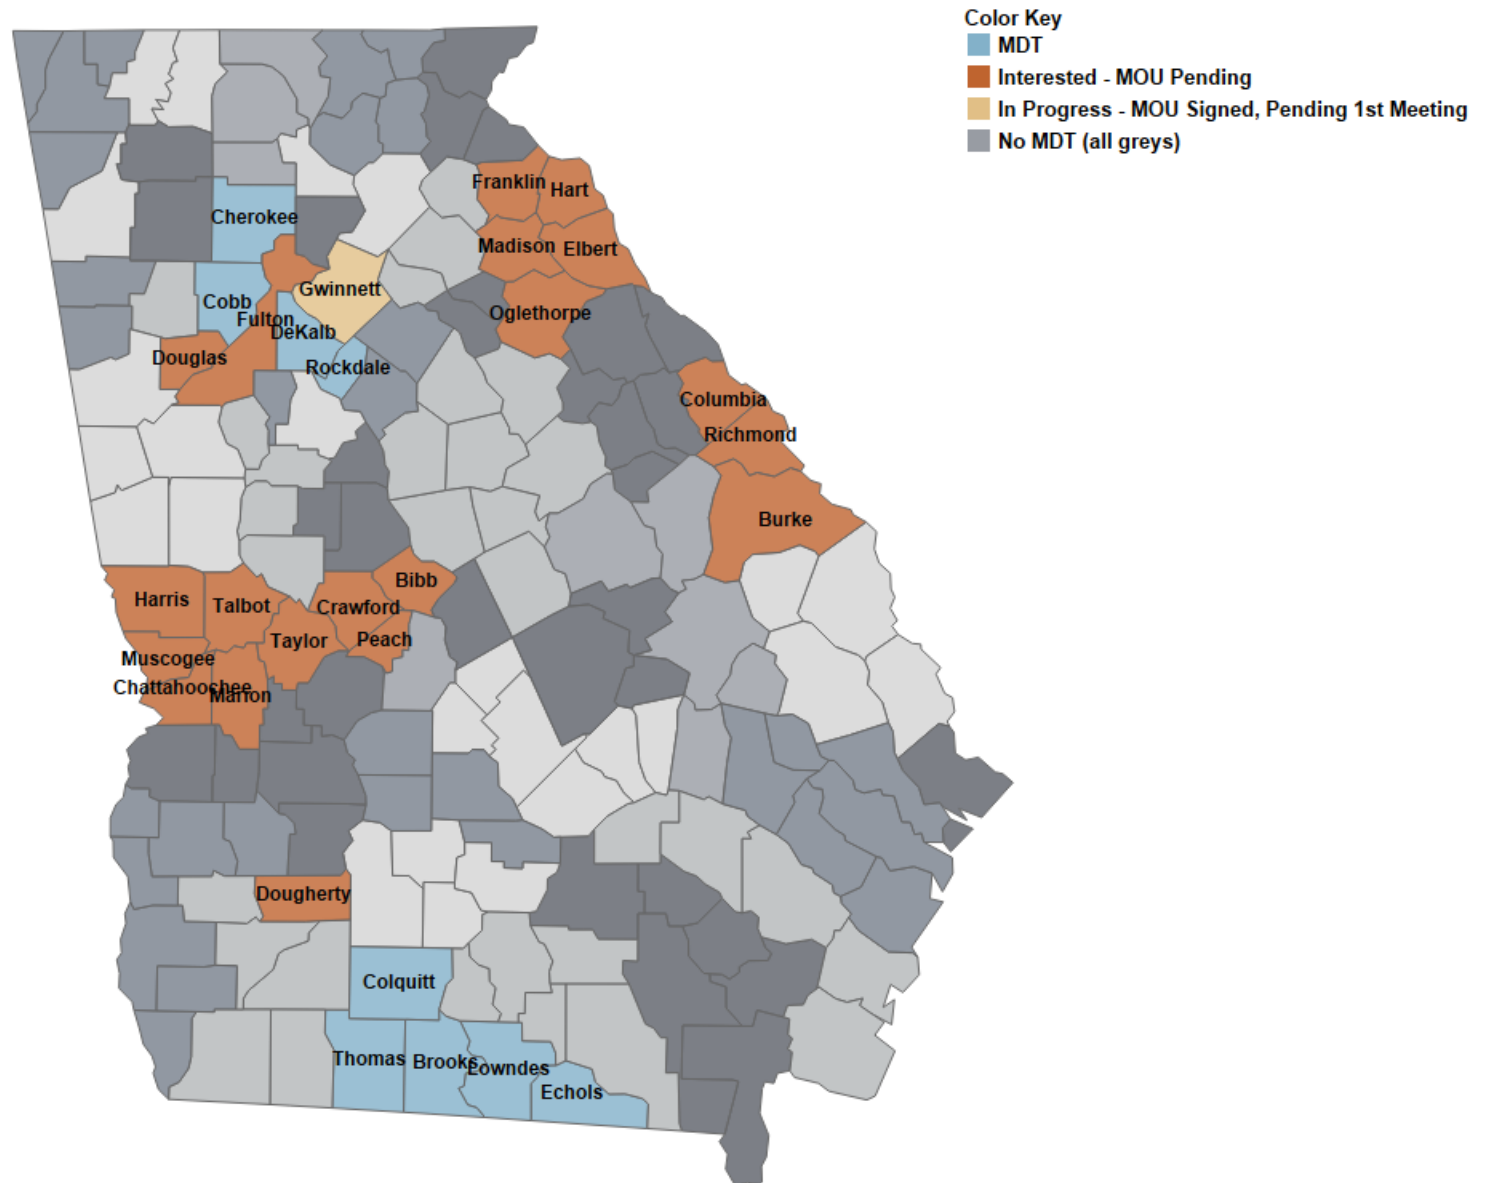 Color Key
MDT
Interested - MOU Pending
In Progress - MOU Signed, Pending 1st Meeting
No MDT (all greys)
Franklin
Hart
Cherokee
Madison
Elbert
Gwinnett
Cobb
Oglethorpe
Fulton
DeKalb
Douglas
Rockdale
Columbia
Richmond
Burke
Bibb
Harris
Talbot
Crawford
Taylor
Peach
Muscogee
Chattahoochee
Marion
Dougherty
Colquitt
Thomas
Brooks
Lowndes
Echols